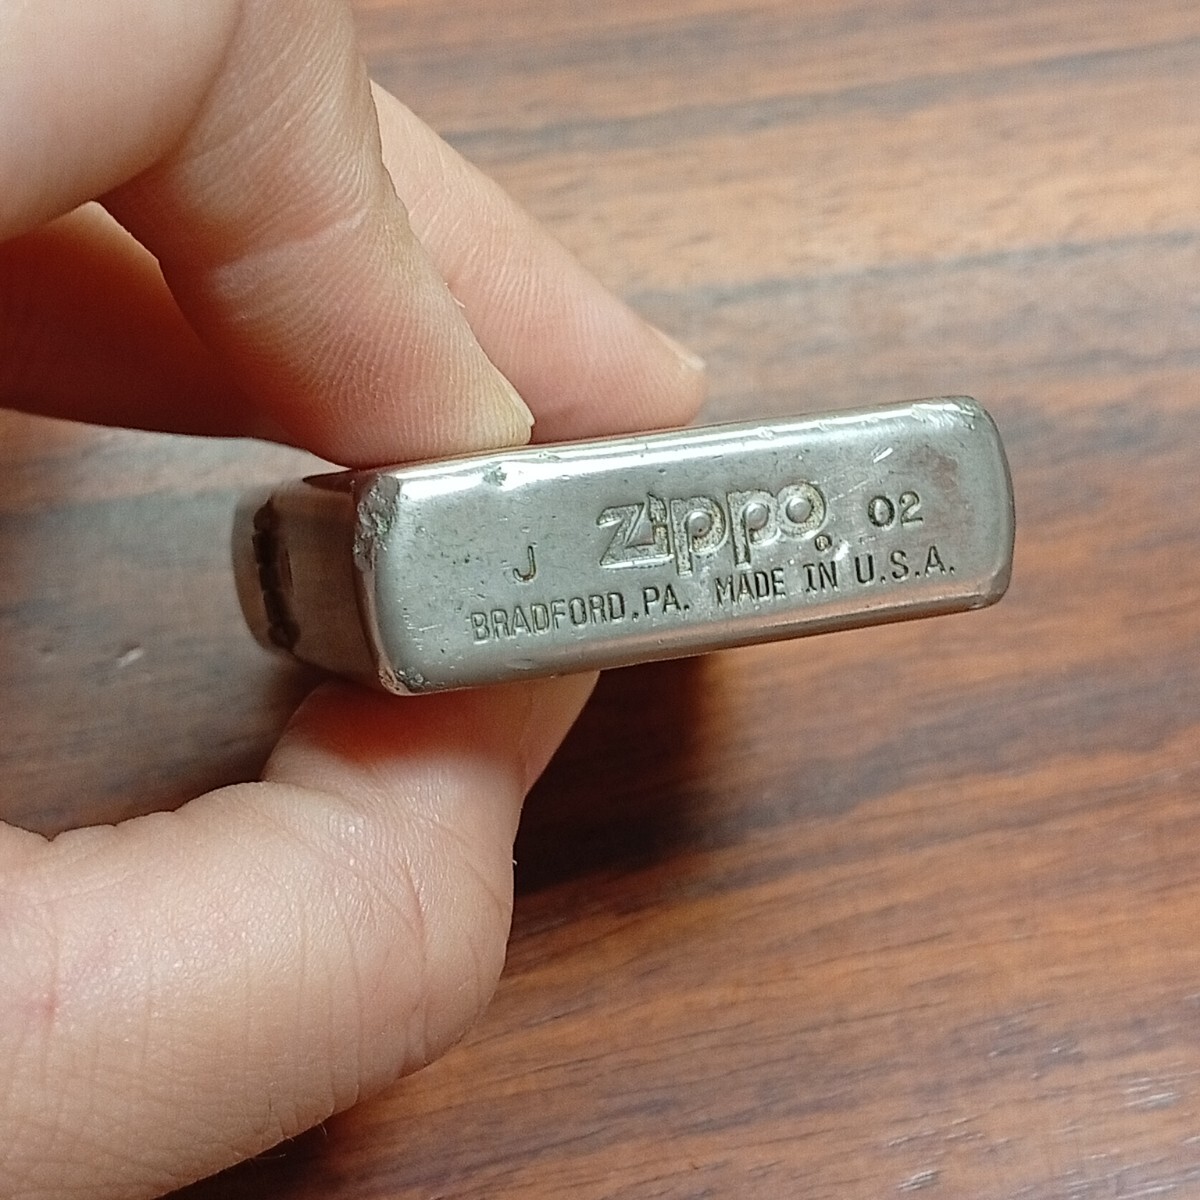 J zippo ® 02
BRADFORD, PA. MADE IN U.S.A.